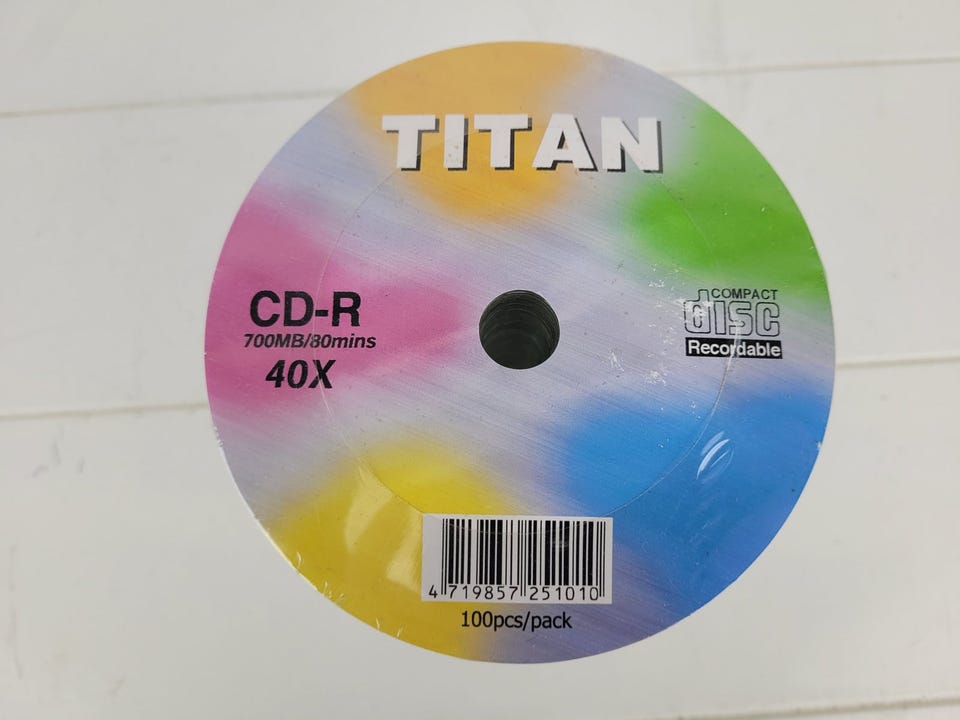 TITAN
CD-R
700MB/80mins
40X
COMPACT
disc
Recordable
4 719857 251010
100pcs/pack